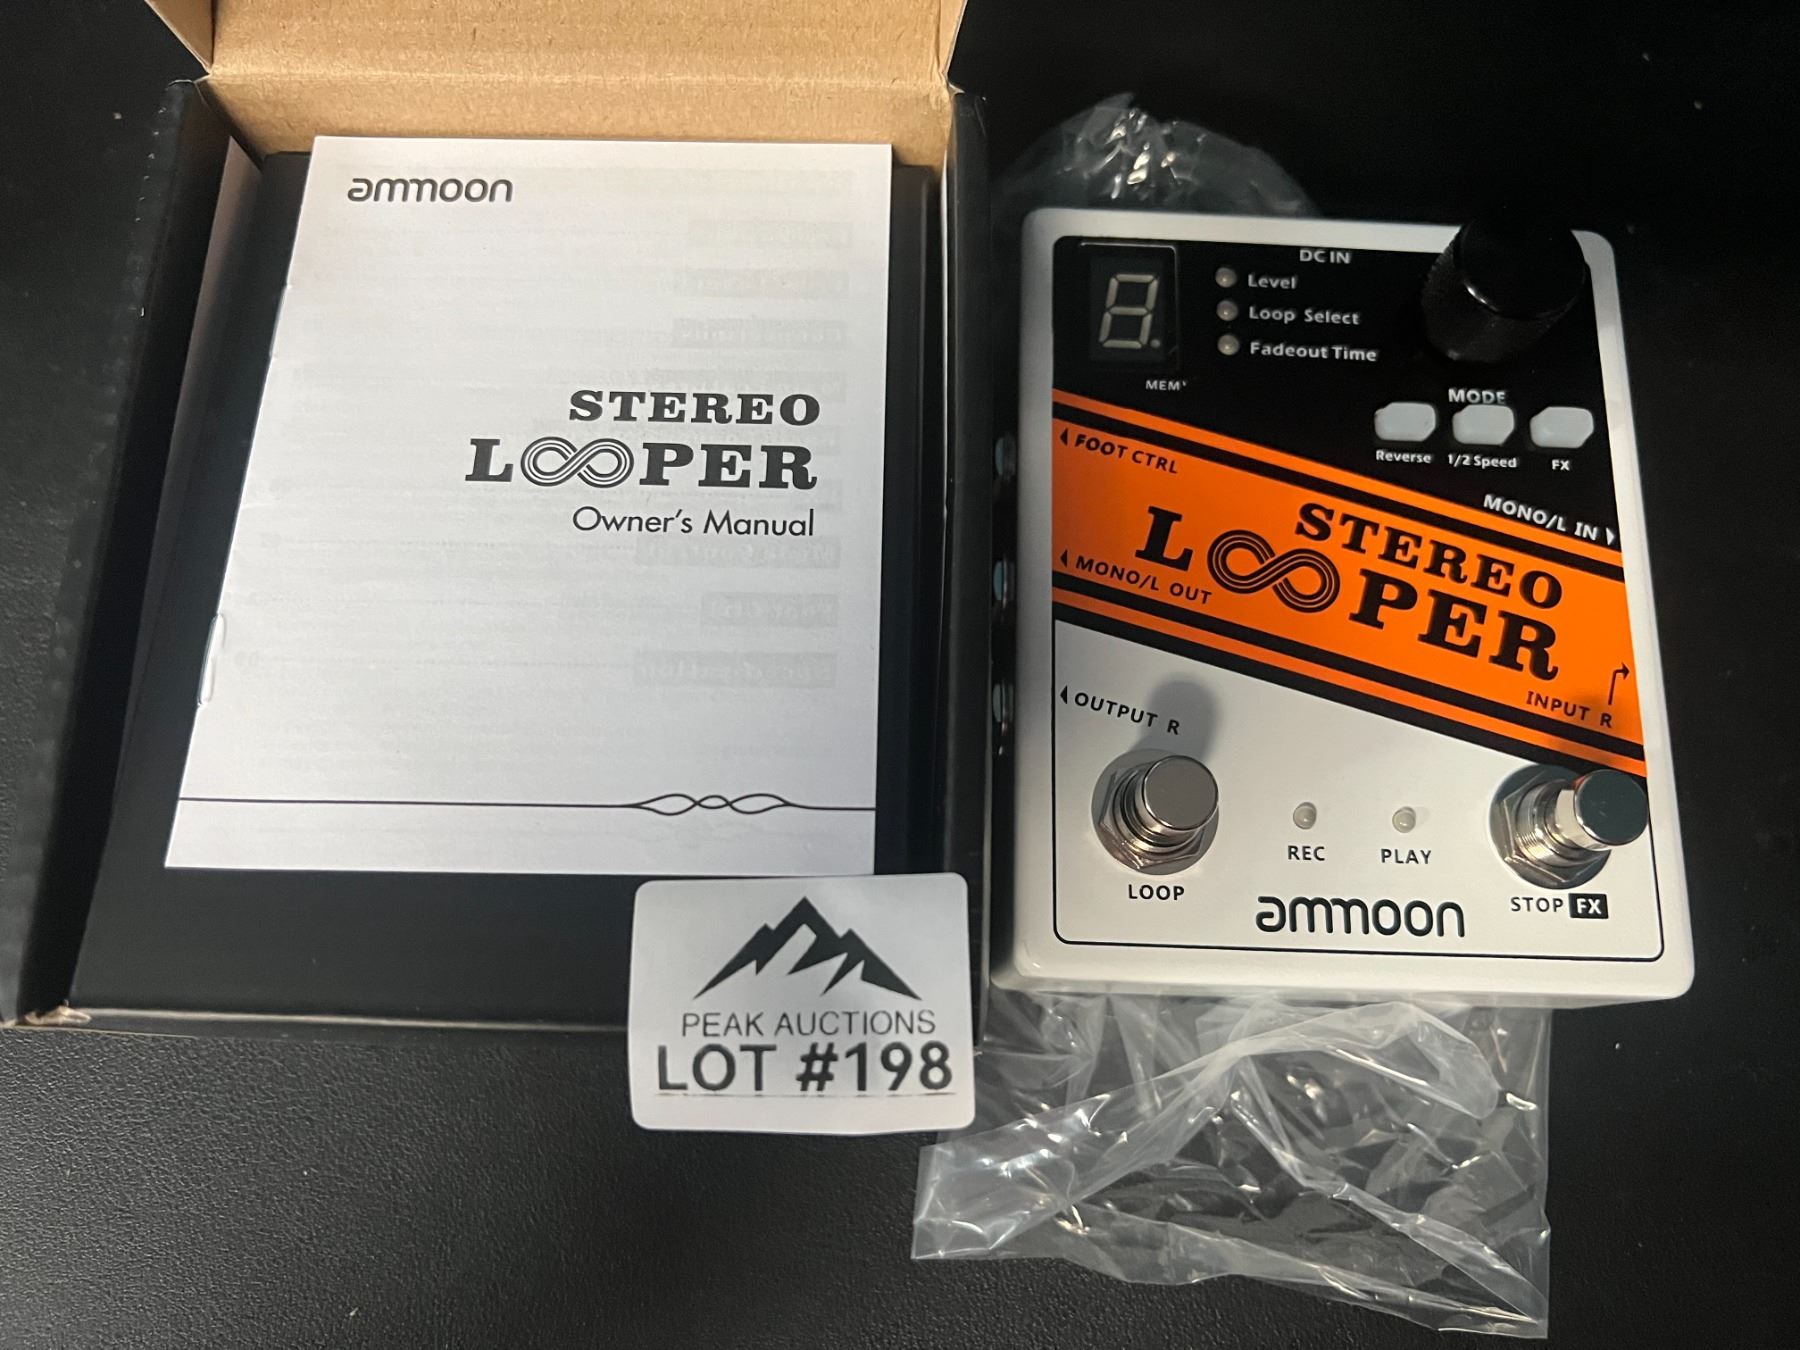 ammoon
STEREO
LOOPER
Owner's Manual
PEAK AUCTIONS
LOT #198
8.
DC IN
Level
Loop Select
Fadeout Time
MEM
MODE
Reverse
1/2 Speed
FX
FOOT CTRL
MONO/L IN
STEREO
LOOPER
MONO/L OUT
INPUT R
OUTPUT R
REC
PLAY
LOOP
STOP FX
ammoon